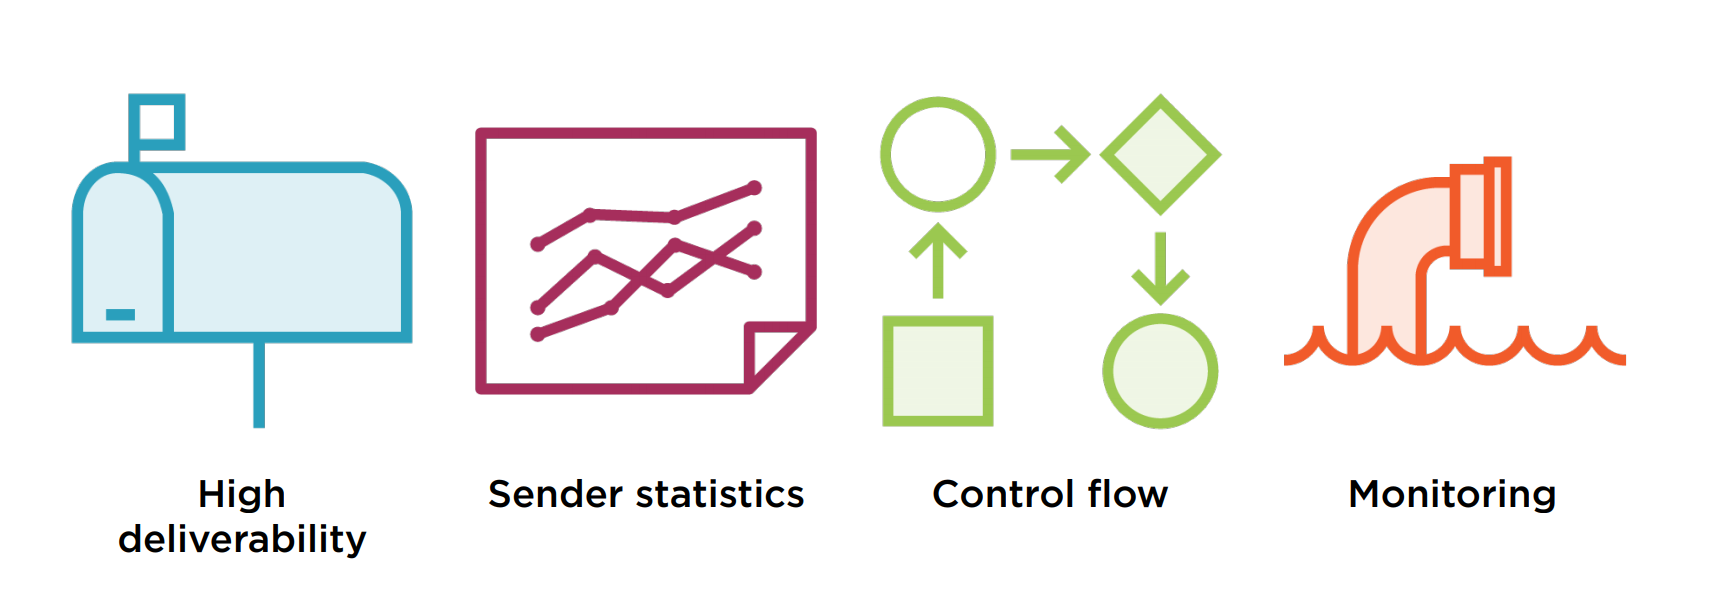 High
deliverability
Sender statistics
Control flow
Monitoring